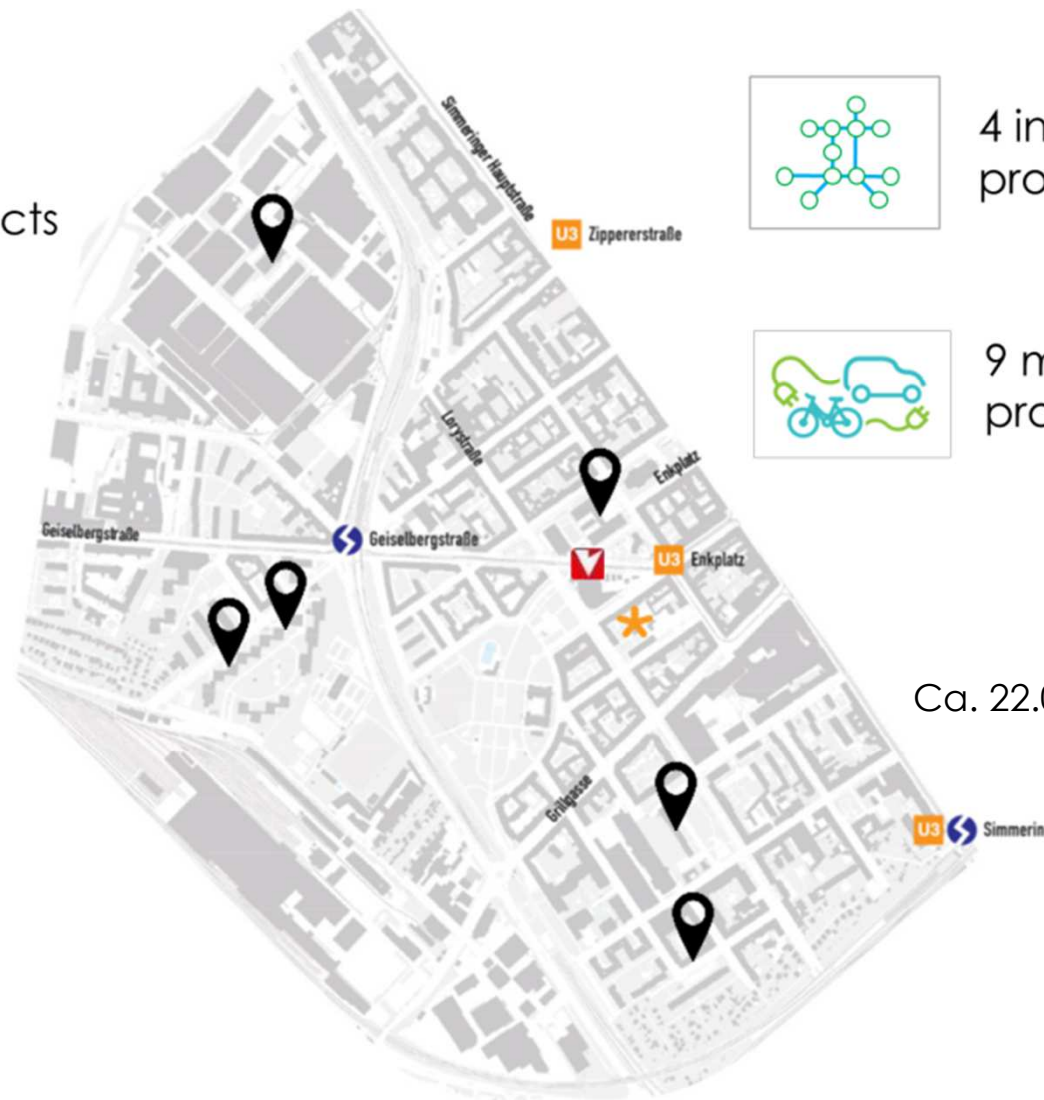 cts
4 in
pro
9 m
pro
Ca. 22.0
Simmeringer Hauptstraße
U3 Zippererstraße
Lorystraße
Enkplatz
Geiselbergstraße
Geiselbergstraße
U3 Enkplatz
Grillgasse
U3 Simmerin